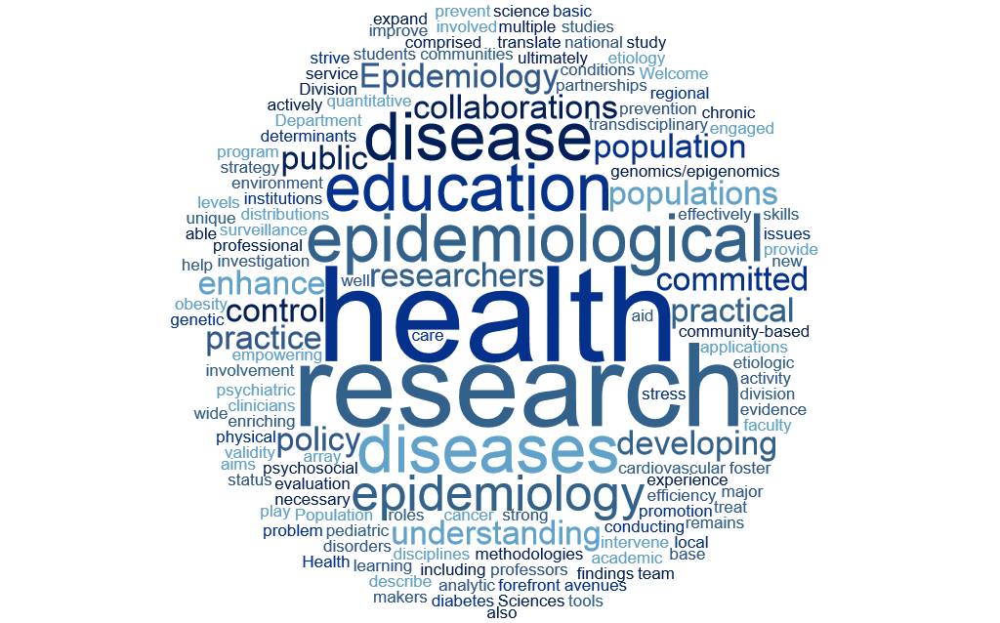 prevent science basic
expand
involved multiple studies
improve
comprised translate national study
students communities ultimately etiology
strive
service Epidemiology conditions Welcome
Division partnerships
actively quantitative collaborations regional
prevention chronic
Department disease transdisciplinary engaged
determinants
program public population
strategy genomics/epigenomics
environment education populations
institutions
levels distributions effectively skills
unique
able surveillance epidemiological issues
professional provide
help investigation well researchers new
enhance committed
obesity health
genetic control aid practical
practice care community-based
empowering applications
involvement research etiologic
activity
psychiatric stress division
clinicians
wide enriching evidence
faculty
physical policy diseases developing
validity array
aims psychosocial cardiovascular foster
status evaluation epidemiology experience
necessary efficiency major
play Population roles cancer strong promotion treat
problem pediatric understanding conducting remains
disorders intervene local
disciplines methodologies academic base
Health learning including professors findings team
describe analytic forefront avenues
makers diabetes Sciences tools
also